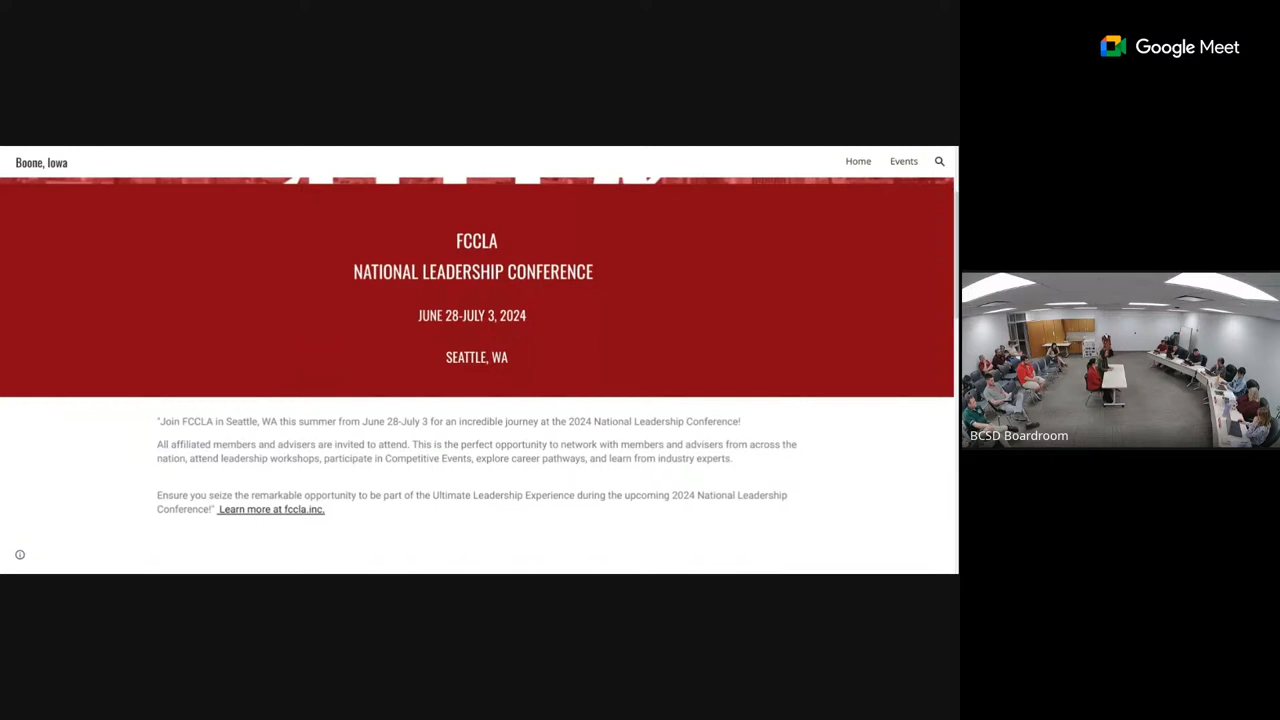 Google Meet
Boone, Iowa
Home
Events
FCCLA
NATIONAL LEADERSHIP CONFERENCE
JUNE 28-JULY 3, 2024
SEATTLE, WA
"Join FCCLA in Seattle, WA this summer from June 28-July 3 for an incredible journey at the 2024 National Leadership Conference!
All affiliated members and advisers are invited to attend. This is the perfect opportunity to network with members and advisers from across the
nation, attend leadership workshops, participate in Competitive Events, explore career pathways, and learn from industry experts.
Ensure you seize the remarkable opportunity to be part of the Ultimate Leadership Experience during the upcoming 2024 National Leadership
Conference!" Learn more at fccla.inc.
BCSD Boardroom